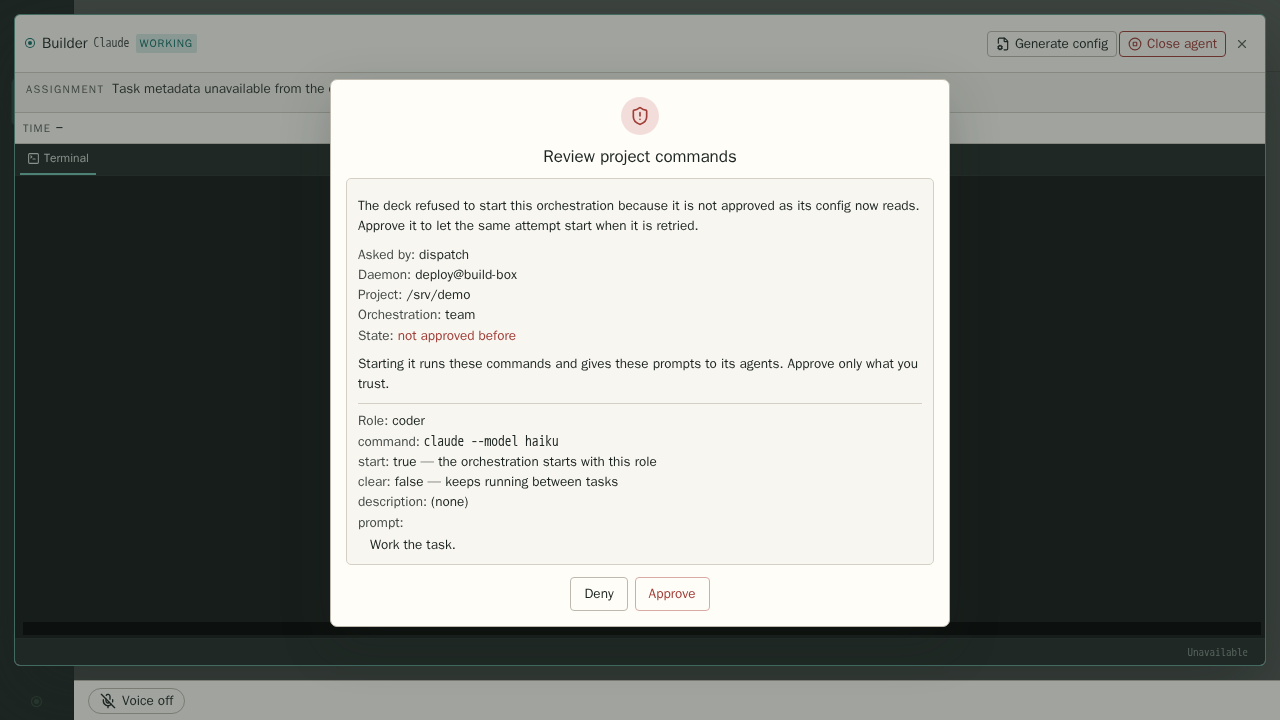 Builder Claude WORKING
Generate config
Close agent
ASSIGNMENT Task metadata unavailable from the
TIME –
Terminal
Review project commands
The deck refused to start this orchestration because it is not approved as its config now reads.
Approve it to let the same attempt start when it is retried.
Asked by: dispatch
Daemon: deploy@build-box
Project: /srv/demo
Orchestration: team
State: not approved before
Starting it runs these commands and gives these prompts to its agents. Approve only what you
trust.
Role: coder
command: claude --model haiku
start: true — the orchestration starts with this role
clear: false — keeps running between tasks
description: (none)
prompt:
Work the task.
Deny
Approve
Unavailable
Voice off